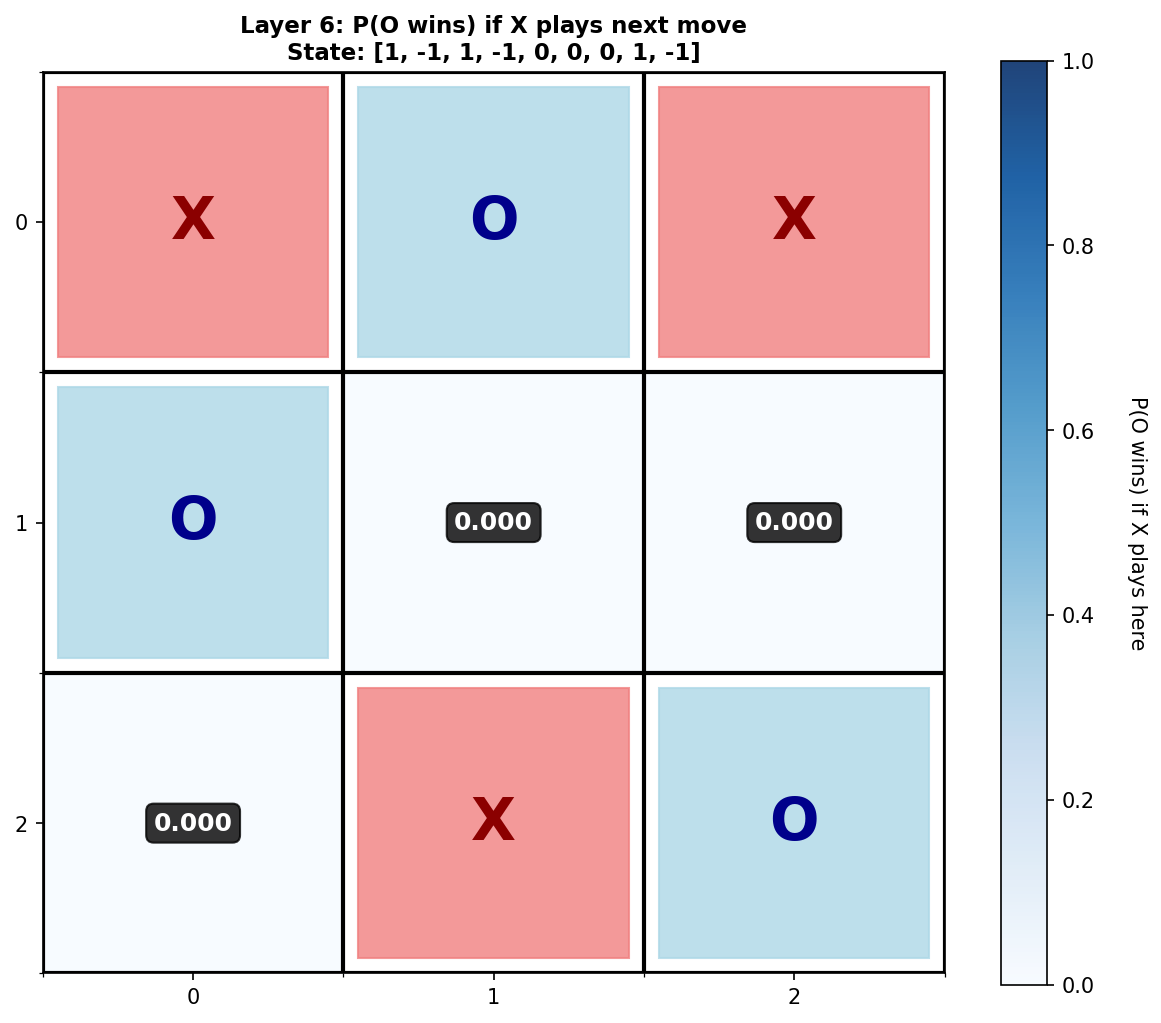 Layer 6: P(O wins) if X plays next move
State: [1, -1, 1, -1, 0, 0, 0, 1, -1]
X
O
X
0
O
0.000
0.000
1
0.000
X
O
2
0
1
2
1.0
0.8
0.6
0.4
0.2
0.0
P(O wins) if X plays here